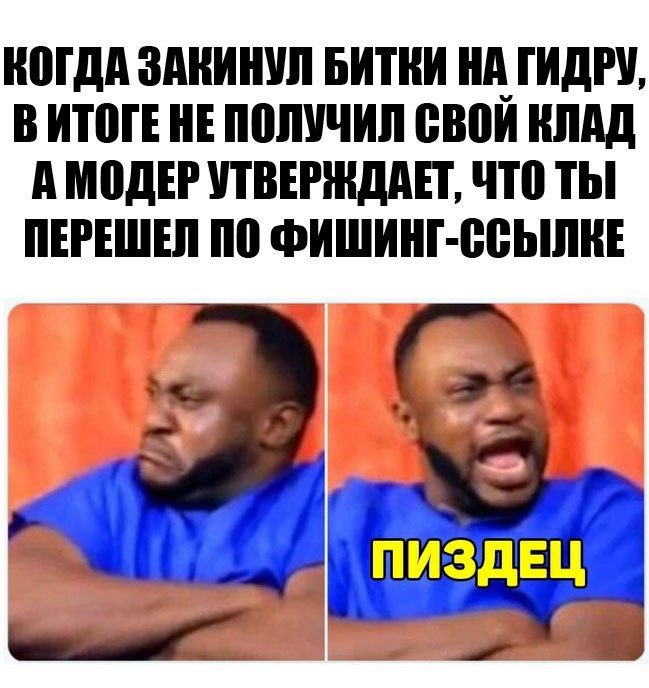 КОГДА ЗАКИНУЛ БИТКИ НА ГИДРУ,
В ИТОГЕ НЕ ПОЛУЧИЛ СВОЙ КЛАД
А МОДЕР УТВЕРЖДАЕТ, ЧТО ТЫ
ПЕРЕШЕЛ ПО ФИШИНГ-ССЫЛКЕ
ПИЗДЕЦ